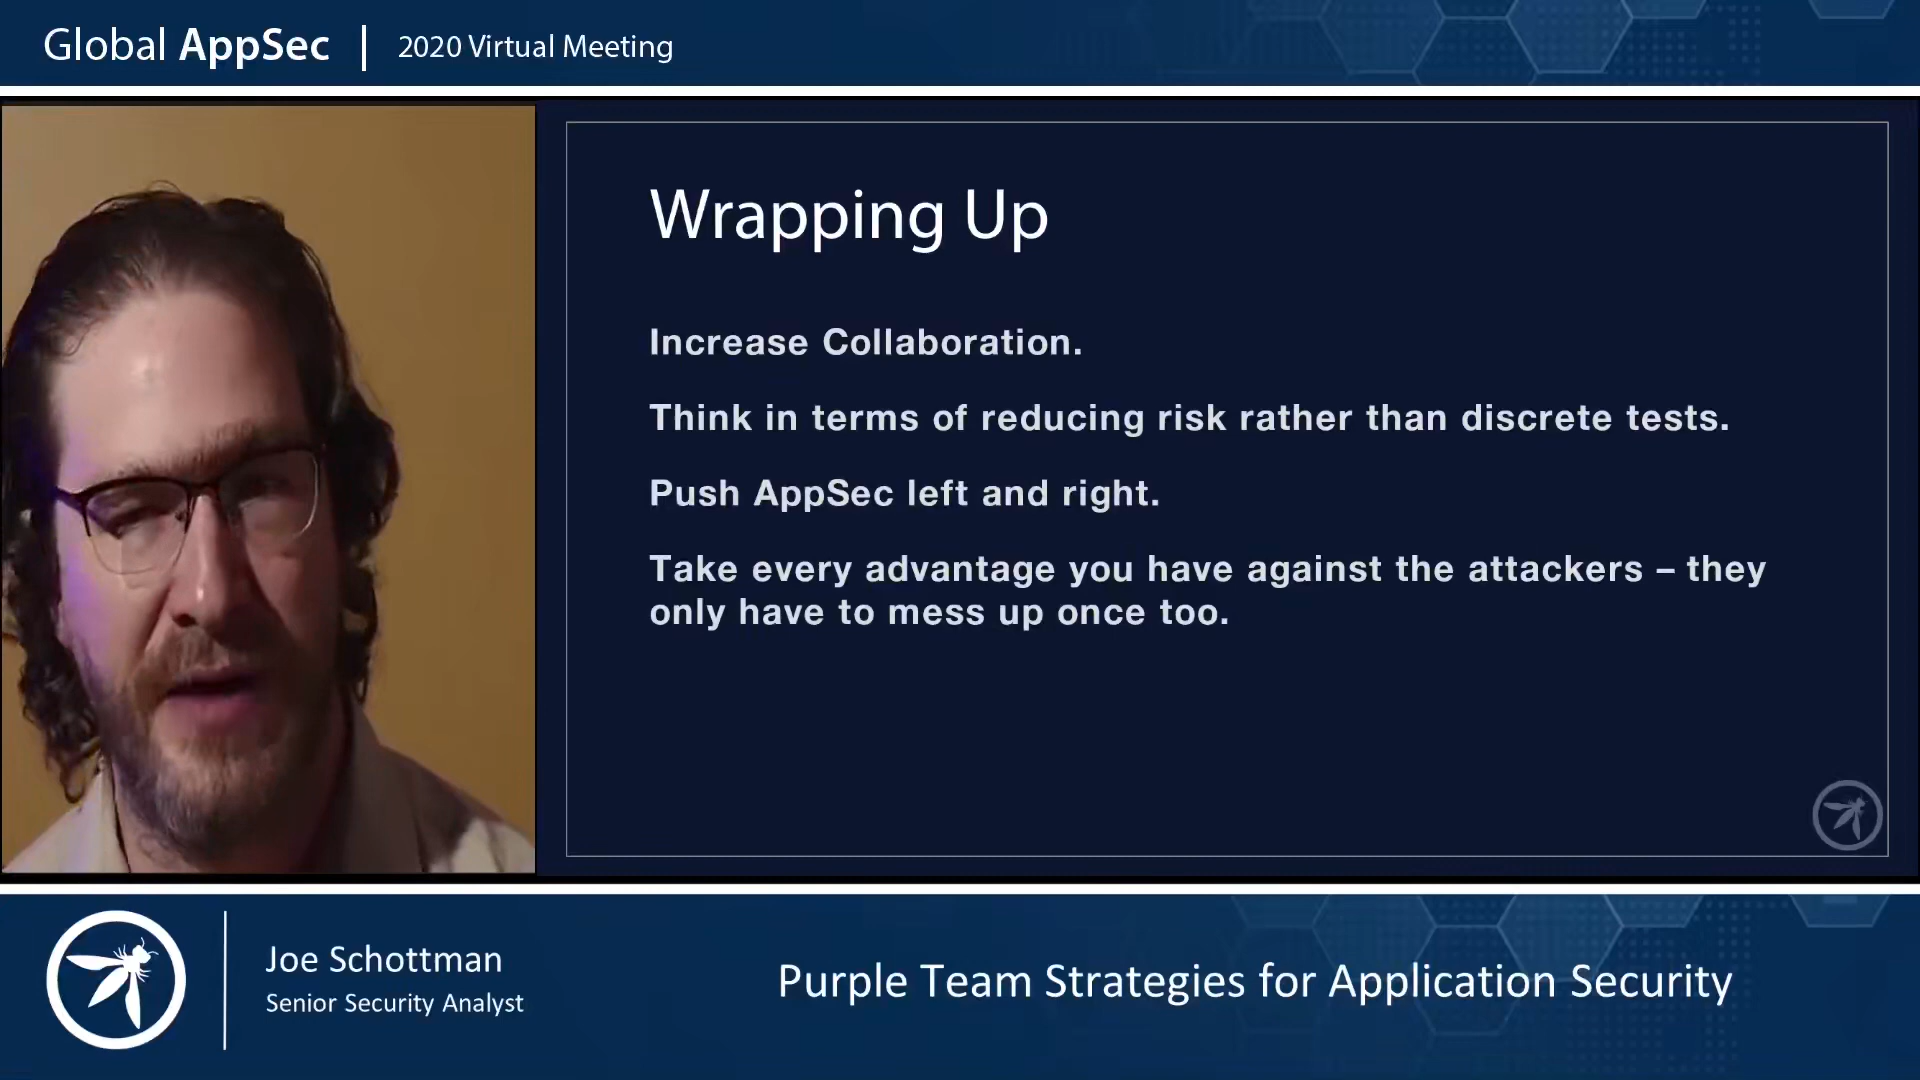 Global AppSec | 2020 Virtual Meeting
Wrapping Up
Increase Collaboration.
Think in terms of reducing risk rather than discrete tests.
Push AppSec left and right.
Take every advantage you have against the attackers – they
only have to mess up once too.
Joe Schottman
Senior Security Analyst
Purple Team Strategies for Application Security